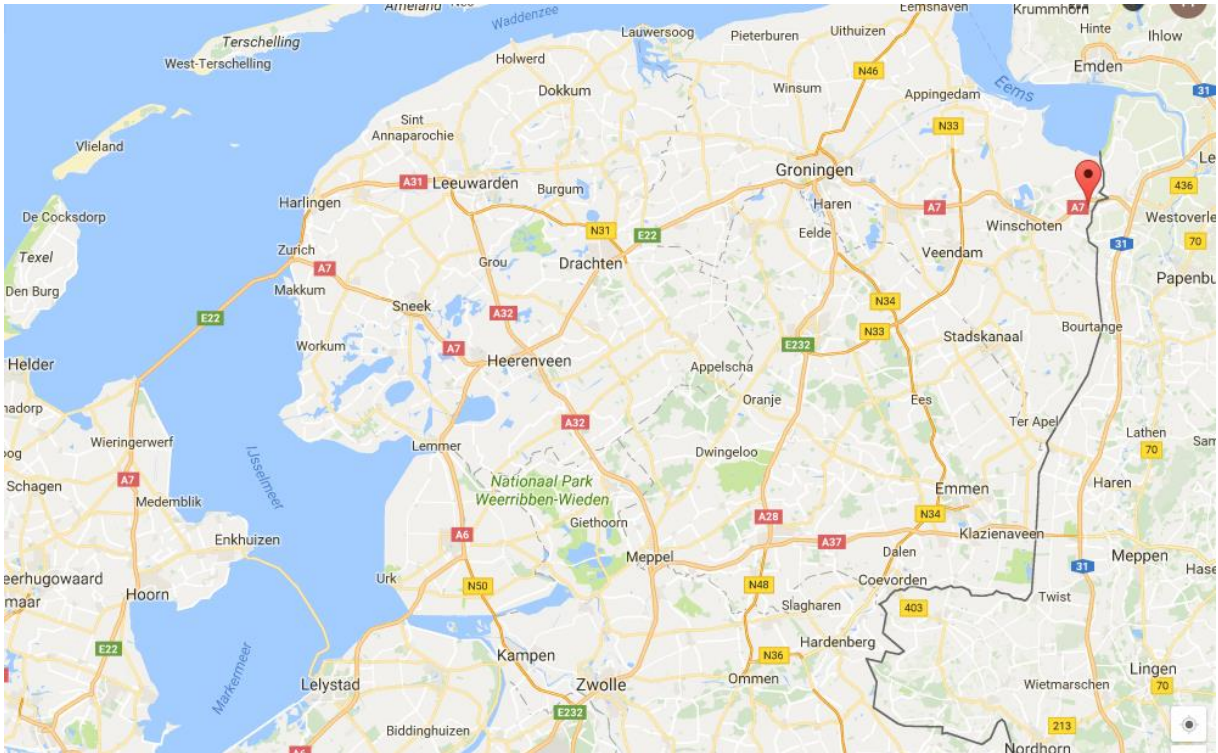 Ameland
Waddenzee
Eemshaven
Krummhörn
Hinte
Ihlow
Terschelling
West-Terschelling
Lauwersoog
Pieterburen
Uithuizen
Emden
Holwerd
Dokkum
Winsum
N46
Appingedam
Eems
31
Vlieland
Sint
Annaparochie
N33
A31
Leeuwarden
Burgum
Groningen
436
De Cocksdorp
Harlingen
Haren
A7
A7
Winschoten
Westoverle
Texel
Zurich
N31
E22
Eelde
Veendam
31
70
Den Burg
A7
Grou
Drachten
Papenbu
Makkum
Sneek
A32
N34
E22
N33
Stadskanaal
Bourtange
Workum
A7
Heerenveen
E232
Helder
Appelscha
Oranje
Ees
nadorp
A32
Ter Apel
Wieringerwerf
Lemmer
Lathen
oog
Dwingeloo
70
Sam
Schagen
A7
IJsselmeer
Nationaal Park
Weerribben-Wieden
Medemblik
Emmen
Haren
Giethoorn
A28
N34
Enkhuizen
A6
A37
Klazienaveen
Meppel
Dalen
Meppen
eerhugowaard
Urk
N50
N48
Coevorden
31
Hase
maar
Hoorn
Slagharen
403
Twist
E22
Markermeer
Kampen
Hardenberg
N36
Lingen
Lelystad
Zwolle
Ommen
Wietmarschen
70
E232
Biddinghuizen
213
A6
Nordhorn